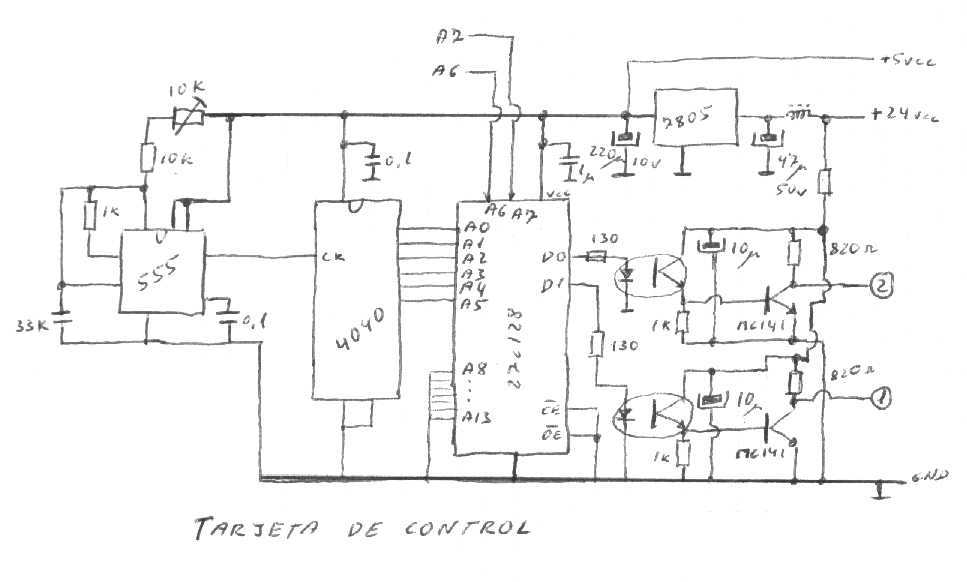 A7
A6
+5VCC
10K
7805
+24VCC
10K
0,1
220µ
10V
1µ
47µ
50V
VCC
1K
A6 A7
555
CK
4040
A0
A1
A2
A3
A4
A5
27C128
D0
130
D1
10µ
820Ω
2
33K
0,1
1K
MC141
130
A8
A13
CE
OE
820Ω
10µ
1
1K
MC141
GND
TARJETA DE CONTROL